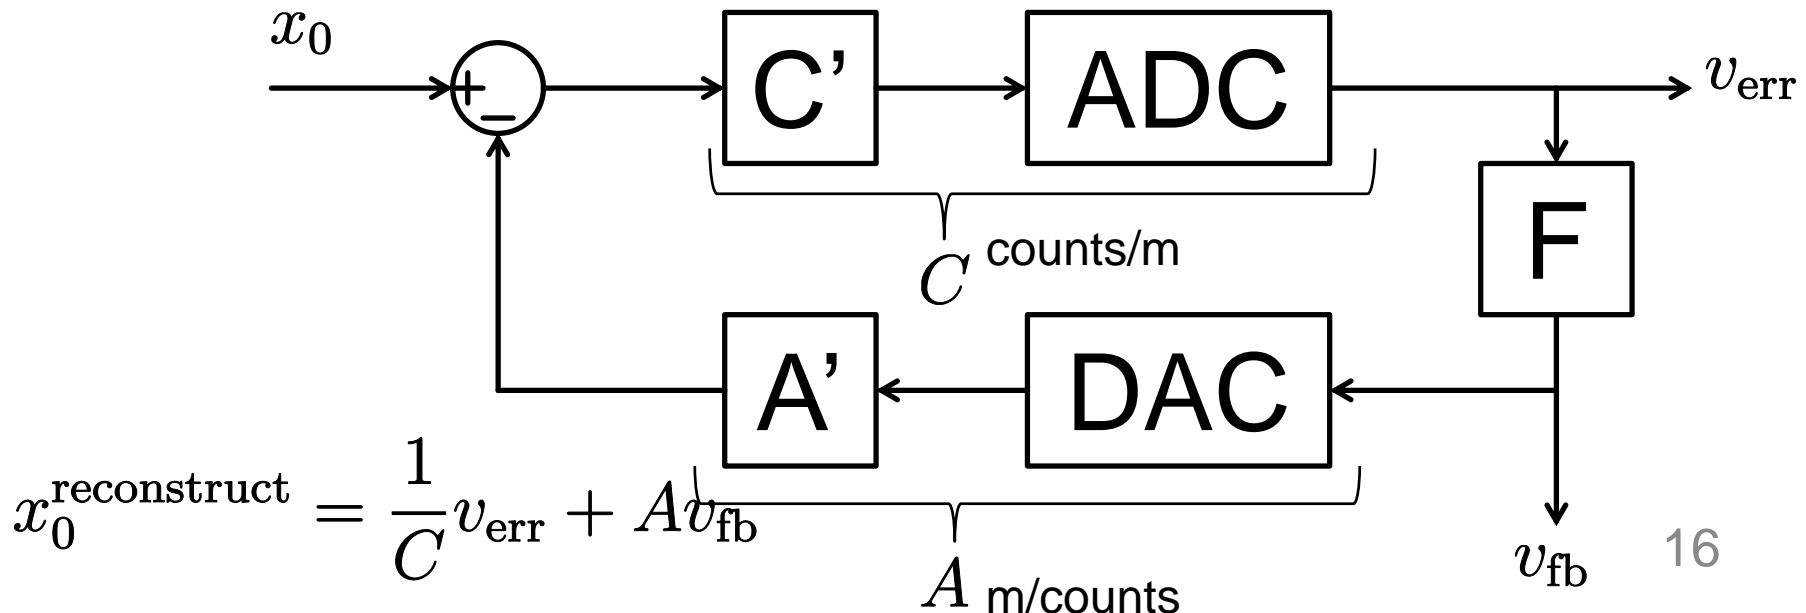 x_0
+
−
C’
ADC
v_err
C counts/m
F
A’
DAC
x_0^reconstruct = 1/C v_err + A v_fb
A m/counts
v_fb
16